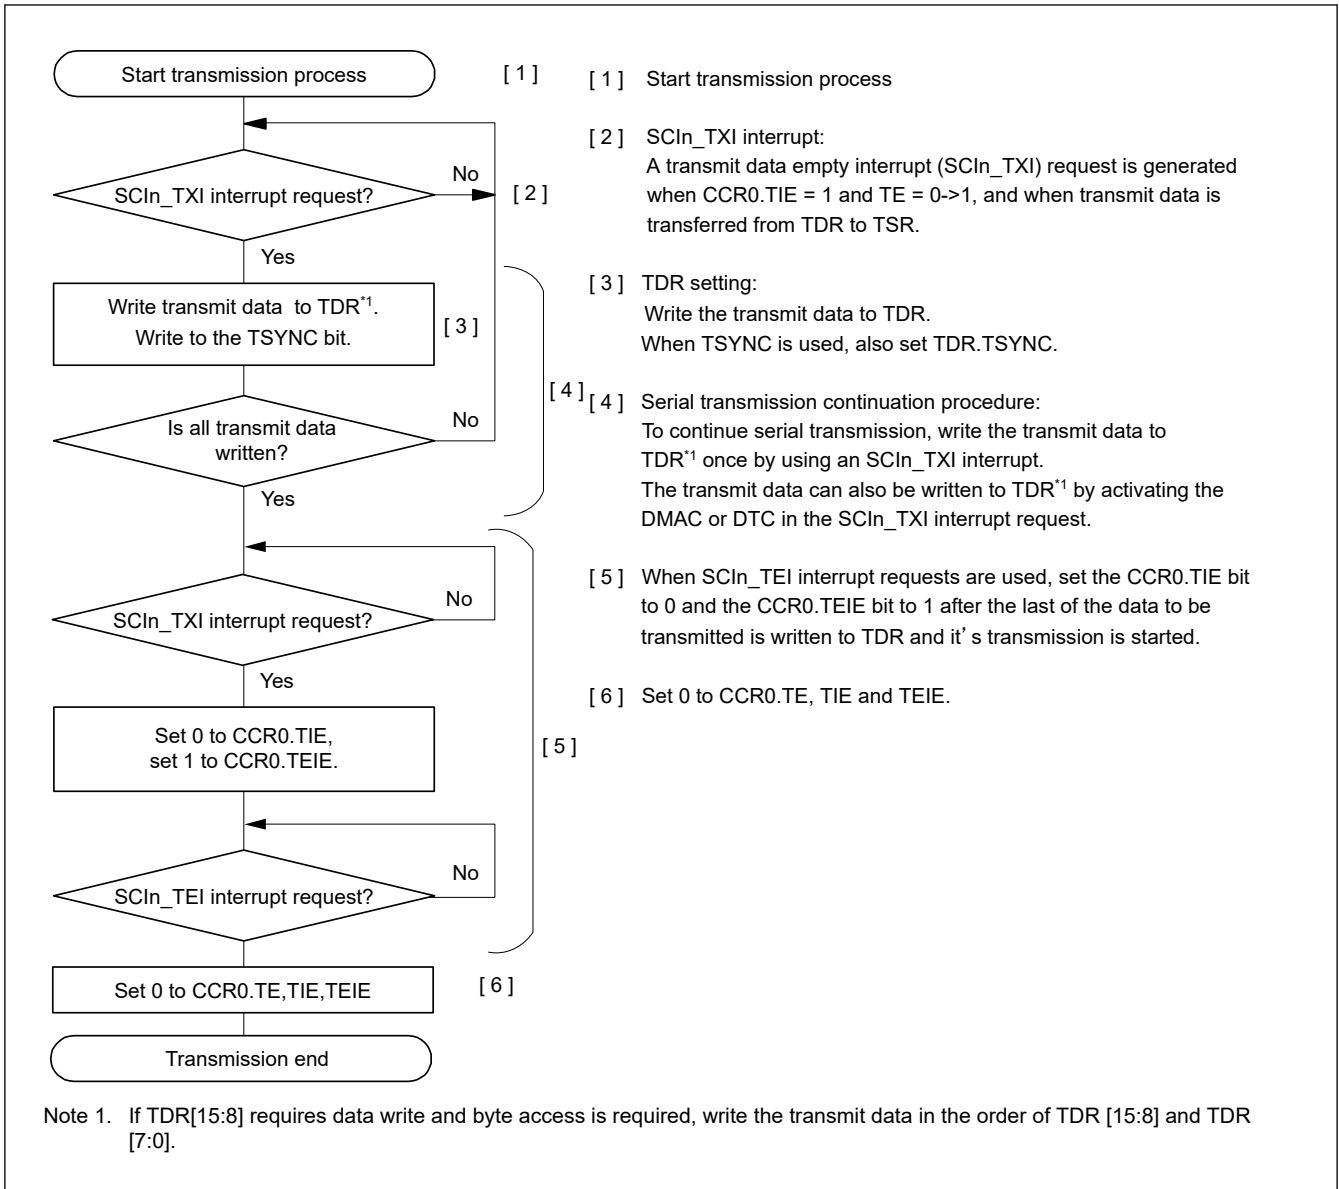 Start transmission process
[ 1 ]
SCIn_TXI interrupt request?
No
[ 2 ]
Yes
Write transmit data to TDR*1.
Write to the TSYNC bit.
[ 3 ]
[ 4 ]
Is all transmit data
written?
No
Yes
SCIn_TXI interrupt request?
No
Yes
Set 0 to CCR0.TIE,
set 1 to CCR0.TEIE.
[ 5 ]
SCIn_TEI interrupt request?
No
Set 0 to CCR0.TE,TIE,TEIE
[ 6 ]
Transmission end
[ 1 ] Start transmission process
[ 2 ] SCIn_TXI interrupt:
A transmit data empty interrupt (SCIn_TXI) request is generated
when CCR0.TIE = 1 and TE = 0->1, and when transmit data is
transferred from TDR to TSR.
[ 3 ] TDR setting:
Write the transmit data to TDR.
When TSYNC is used, also set TDR.TSYNC.
[ 4 ] Serial transmission continuation procedure:
To continue serial transmission, write the transmit data to
TDR*1 once by using an SCIn_TXI interrupt.
The transmit data can also be written to TDR*1 by activating the
DMAC or DTC in the SCIn_TXI interrupt request.
[ 5 ] When SCIn_TEI interrupt requests are used, set the CCR0.TIE bit
to 0 and the CCR0.TEIE bit to 1 after the last of the data to be
transmitted is written to TDR and it's transmission is started.
[ 6 ] Set 0 to CCR0.TE, TIE and TEIE.
Note 1. If TDR[15:8] requires data write and byte access is required, write the transmit data in the order of TDR [15:8] and TDR
[7:0].